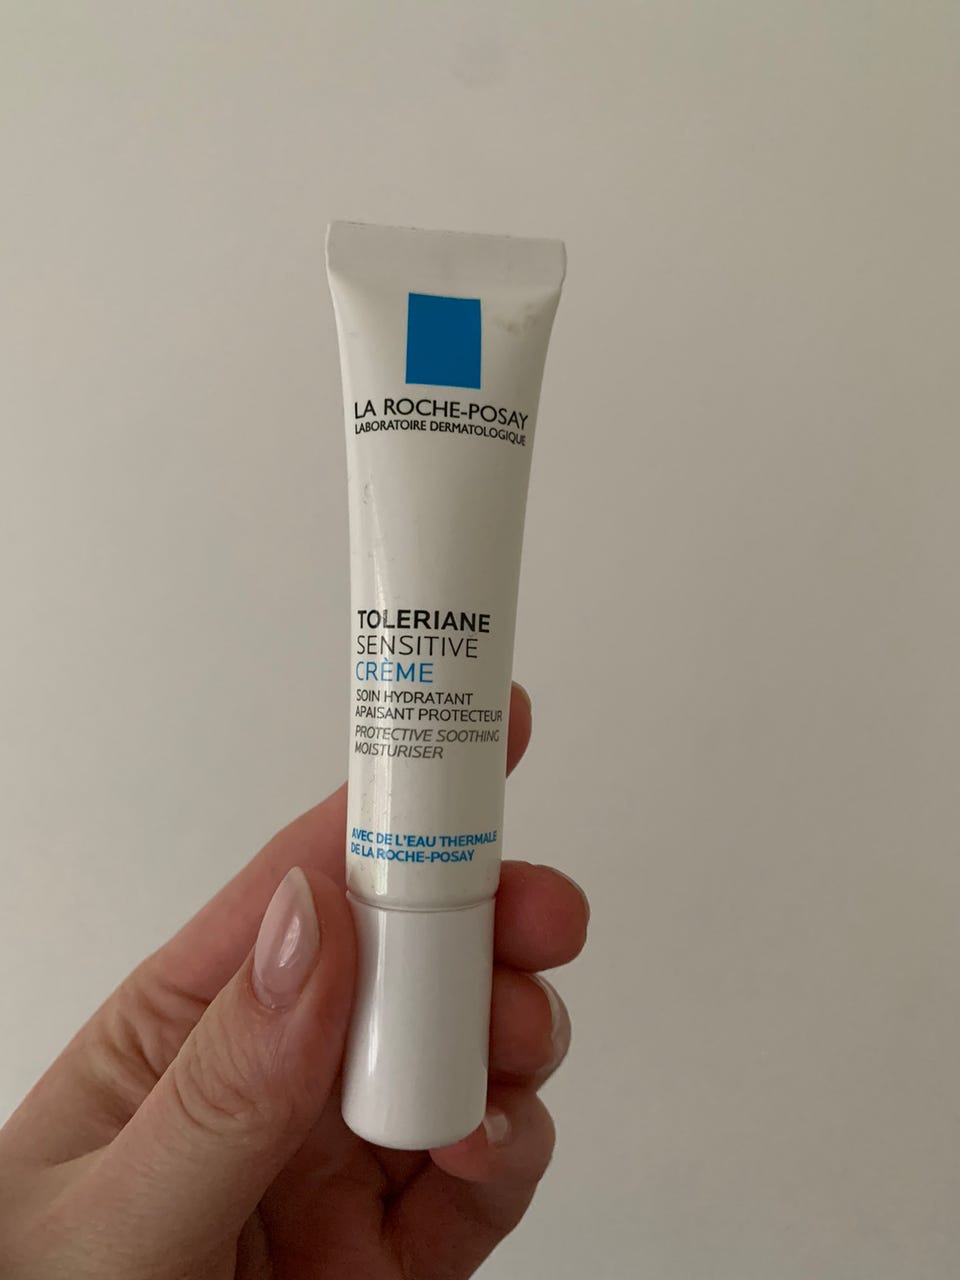 LA ROCHE-POSAY
LABORATOIRE DERMATOLOGIQUE
TOLERIANE
SENSITIVE
CRÈME
SOIN HYDRATANT
APAISANT PROTECTEUR
PROTECTIVE SOOTHING
MOISTURISER
AVEC DE L'EAU THERMALE
DE LA ROCHE-POSAY